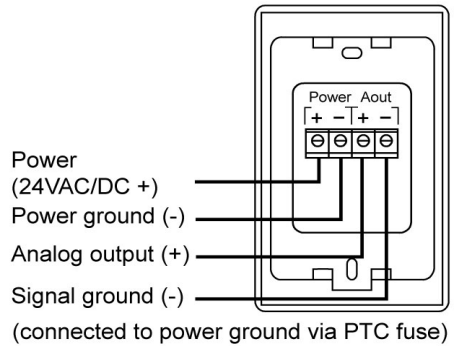 Power Aout
+ − + −
Power
(24VAC/DC +)
Power ground (-)
Analog output (+)
Signal ground (-)
(connected to power ground via PTC fuse)